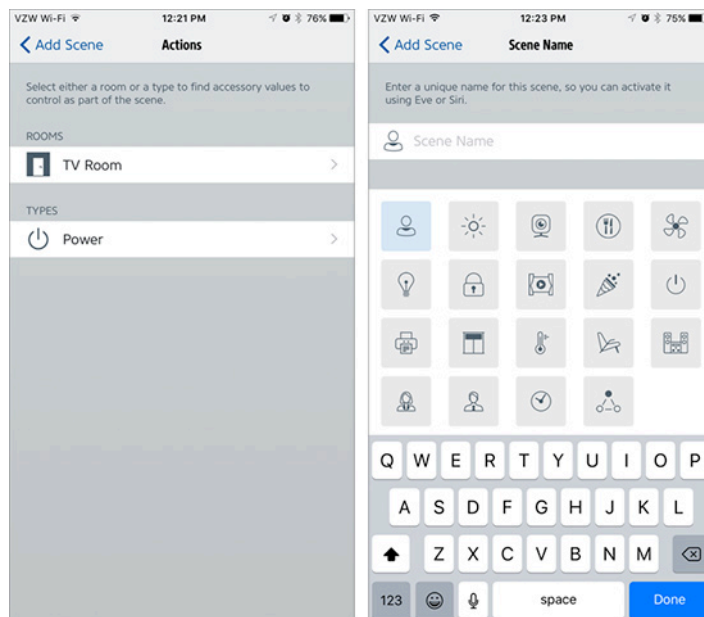 VZW Wi-Fi 12:21 PM 76%
Add Scene Actions
Select either a room or a type to find accessory values to
control as part of the scene.
ROOMS
TV Room
TYPES
Power
VZW Wi-Fi 12:23 PM 75%
Add Scene Scene Name
Enter a unique name for this scene, so you can activate it
using Eve or Siri.
Scene Name
Q W E R T Y U I O P
A S D F G H J K L
Z X C V B N M
123 space Done